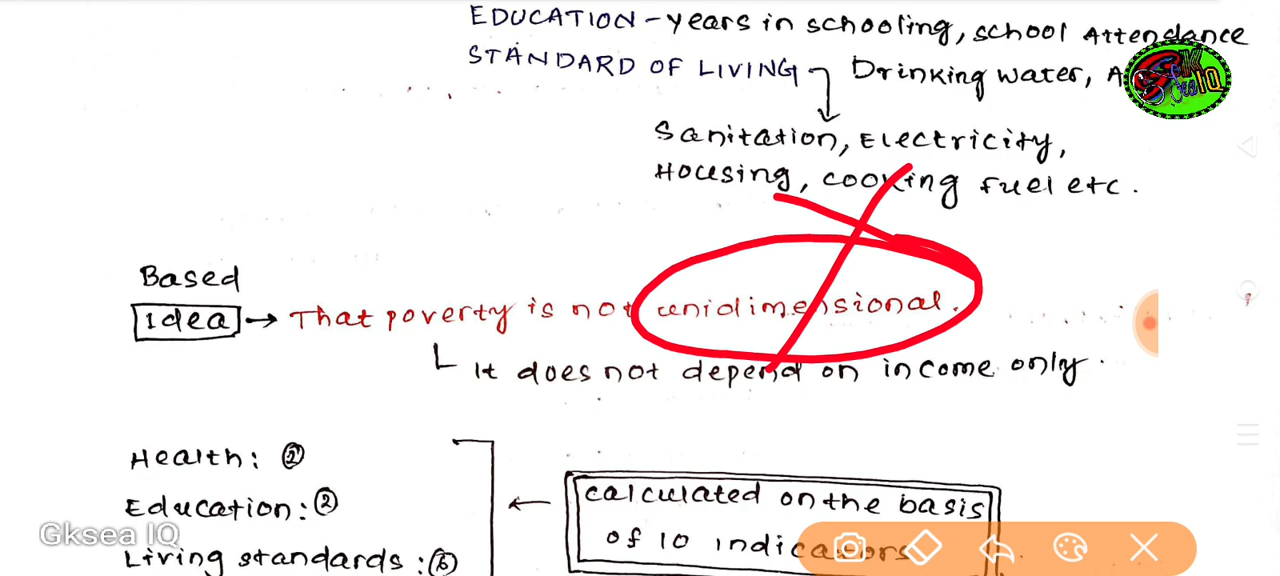 EDUCATION - years in schooling, school Attendance
STANDARD OF LIVING Drinking water, A
Sanitation, Electricity,
Housing, cooking fuel etc.
Based
Idea → That poverty is not unidimensional.
It does not depend on income only.
Health: 2
Education: 2
Living standards: 6
calculated on the basis
of 10 indicators
Gksea IQ